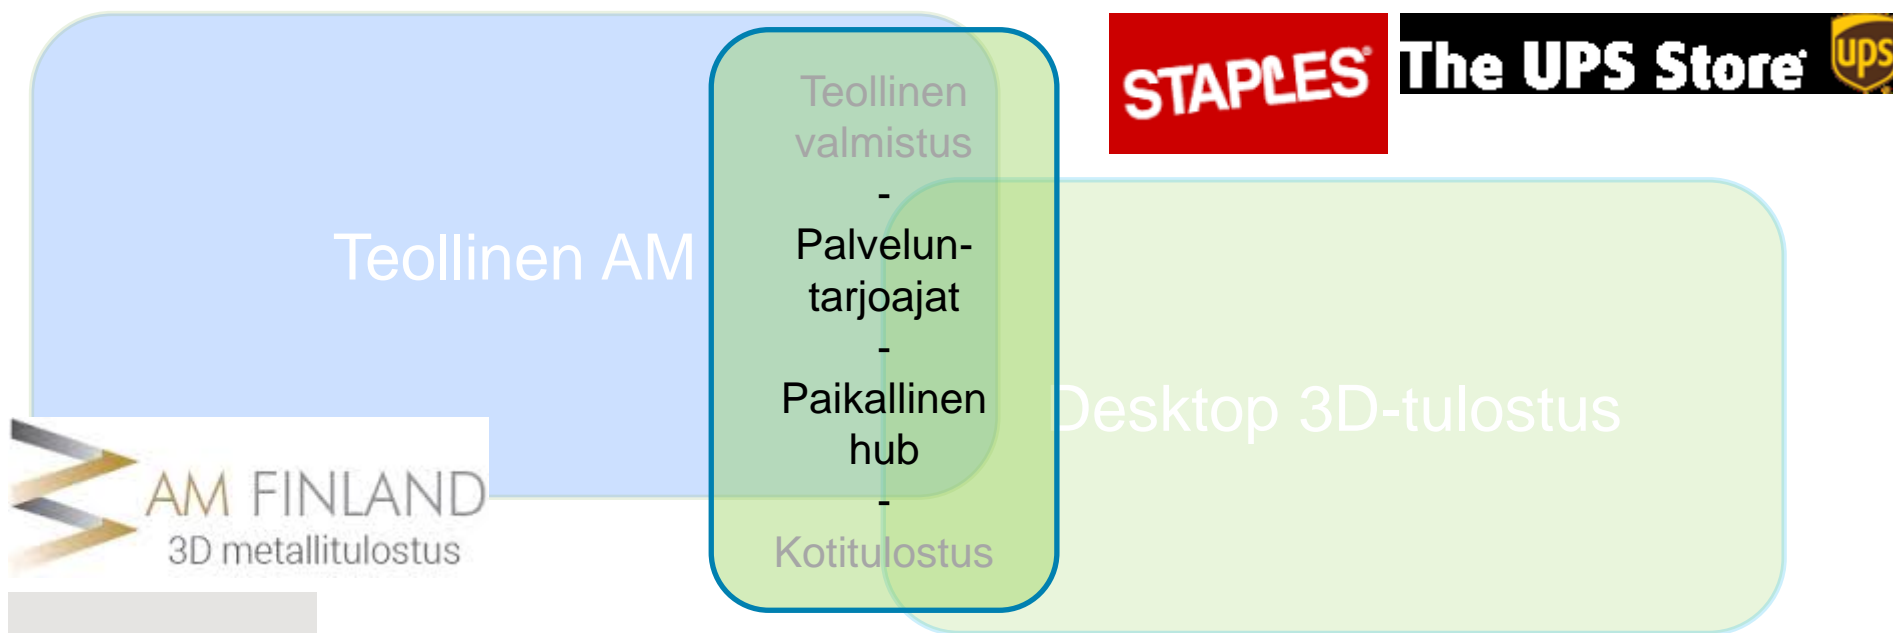 STAPLES
The UPS Store
ups
Teollinen
valmistus
-
Palvelun-
tarjoajat
-
Paikallinen
hub
-
Kotitulostus
Teollinen AM
Desktop 3D-tulostus
AM FINLAND
3D metallitulostus